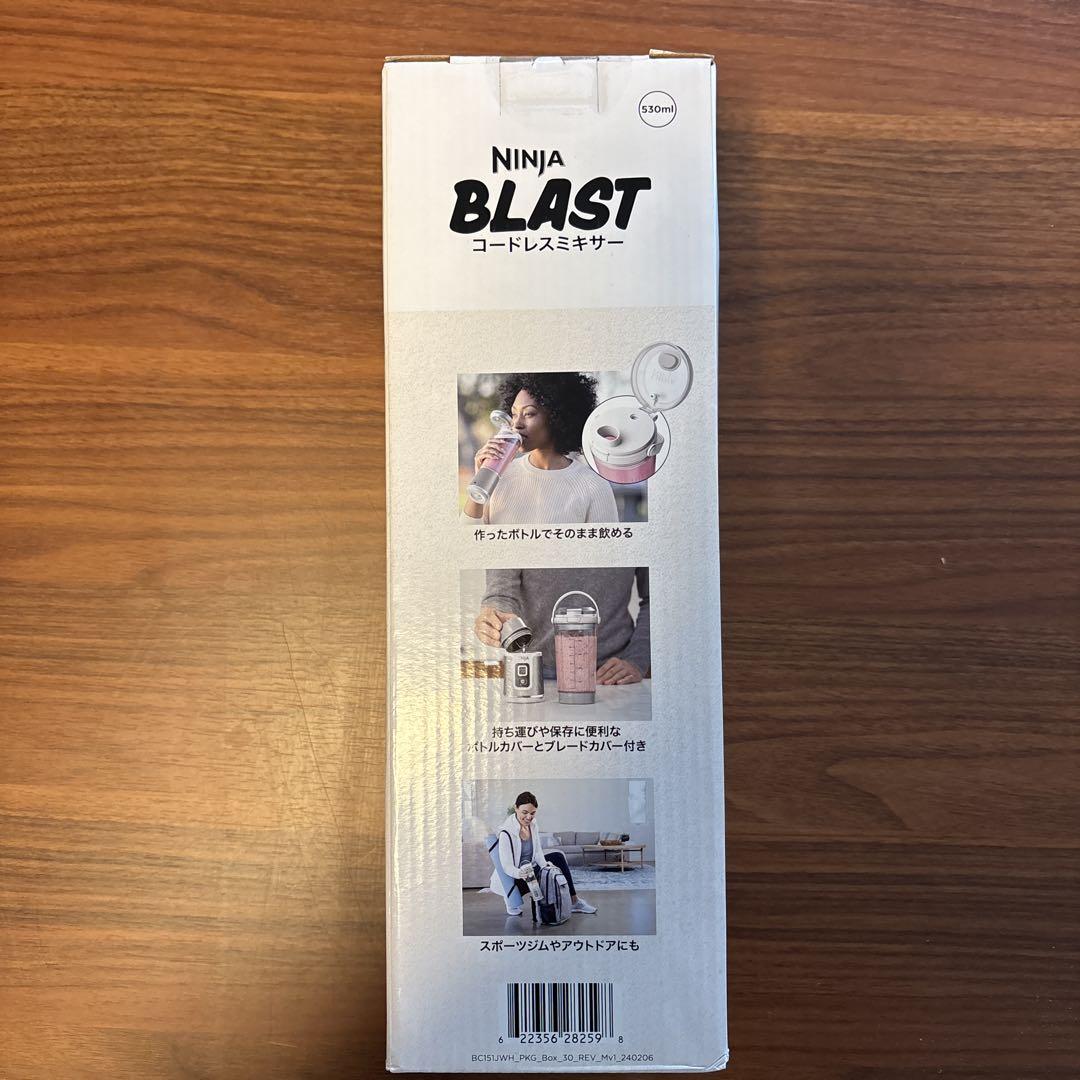 530ml
NINJA
BLAST
コードレスミキサー
作ったボトルでそのまま飲める
NINJA
持ち運びや保存に便利な
ボトルカバーとブレードカバー付き
スポーツジムやアウトドアにも
6 22356 28259 8
BC151JWH_PKG_Box_30_REV_Mv1_240206